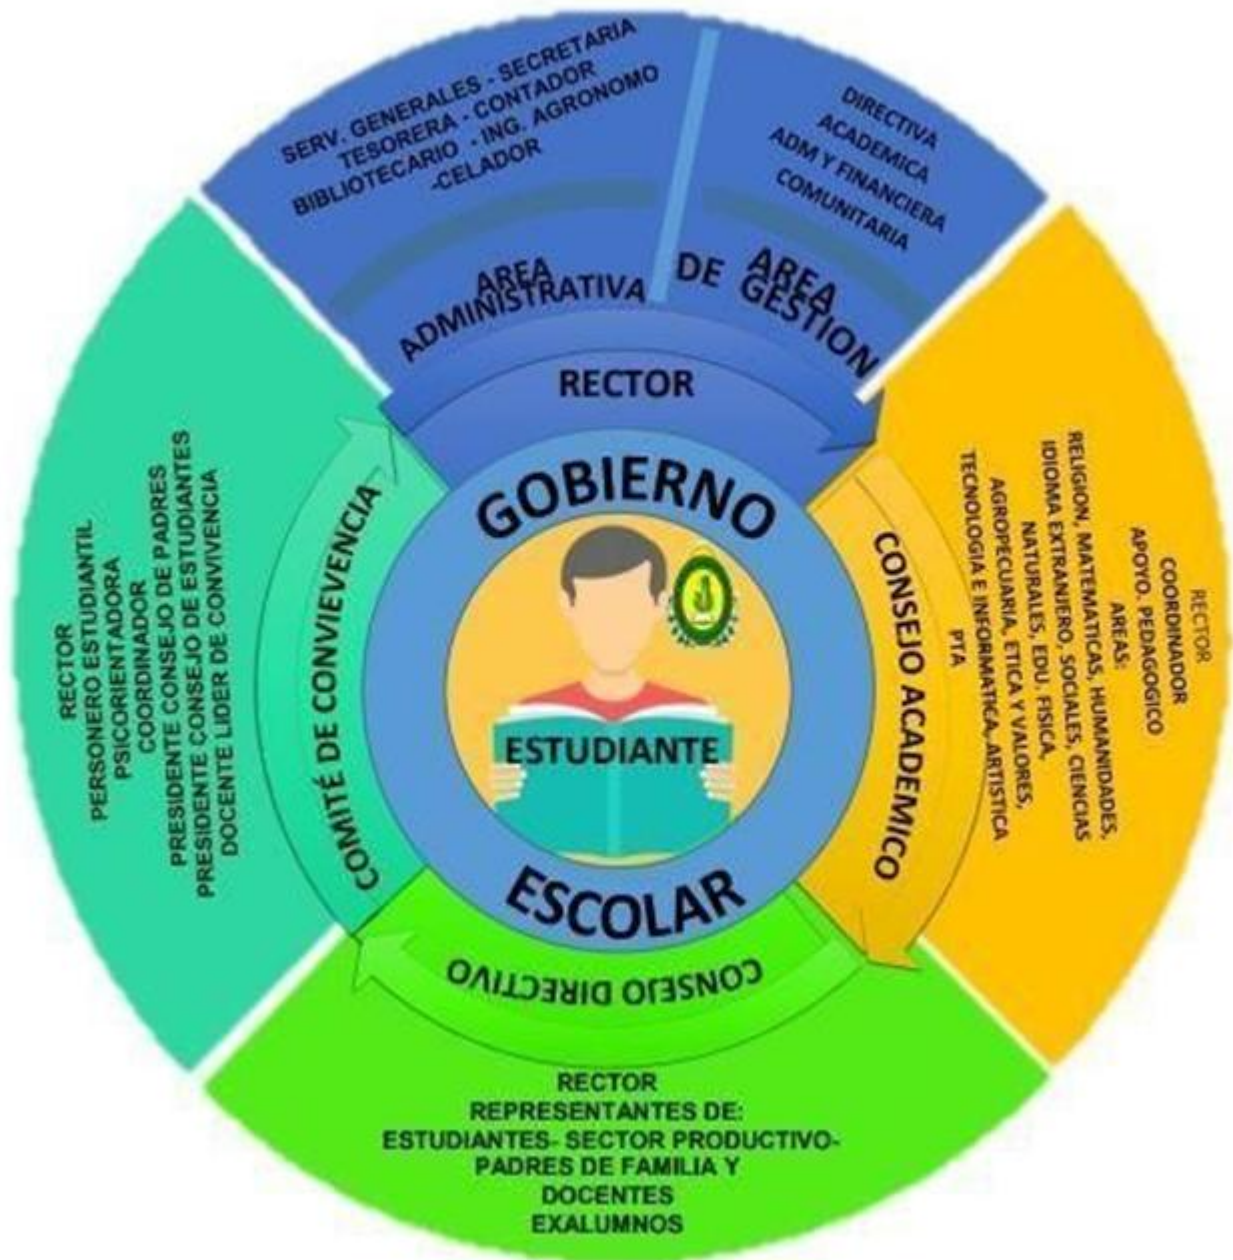 SERV. GENERALES - SECRETARIA
TESORERA - CONTADOR
BIBLIOTECARIO - ING. AGRONOMO
-CELADOR
AREA
ADMINISTRATIVA
DIRECTIVA
ACADEMICA
ADM Y FINANCIERA
COMUNITARIA
AREA
DE GESTION
RECTOR
GOBIERNO
ESTUDIANTE
ESCOLAR
CONSEJO ACADEMICO
RECTOR
COORDINADOR
APOYO. PEDAGOGICO
AREAS:
RELIGION, MATEMATICAS, HUMANIDADES,
IDIOMA EXTRANJERO, SOCIALES, CIENCIAS
NATURALES, EDU, FISICA,
AGROPECUARIA, ETICA Y VALORES,
TECNOLOGIA E INFORMATICA, ARTISTICA
PTA
CONSEJO DIRECTIVO
RECTOR
REPRESENTANTES DE:
ESTUDIANTES- SECTOR PRODUCTIVO-
PADRES DE FAMILIA Y
DOCENTES
EXALUMNOS
COMITÉ DE CONVIEVENCIA
RECTOR
PERSONERO ESTUDIANTIL
PSICORIENTADORA
COORDINADOR
PRESIDENTE CONSEJO DE PADRES
PRESIDENTE CONSEJO DE ESTUDIANTES
DOCENTE LIDER DE CONVIVENCIA